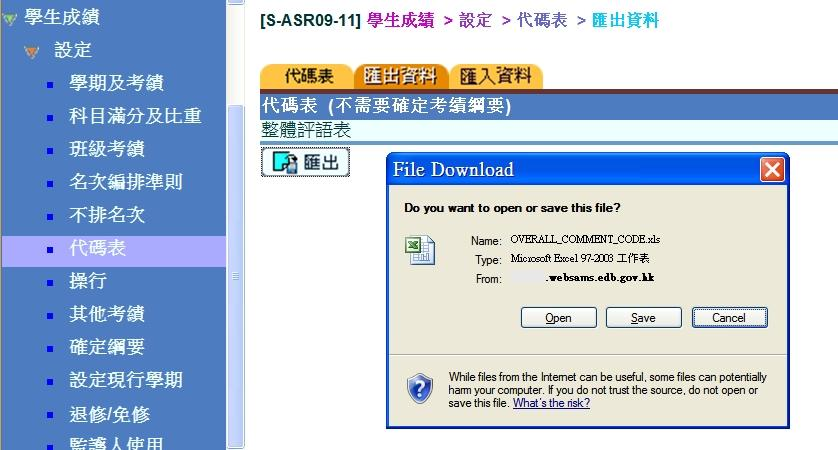 學生成績
設定
學期及考績
科目滿分及比重
班級考績
名次編排準則
不排名次
代碼表
操行
其他考績
確定綱要
設定現行學期
退修/免修
監護人使用
[S-ASR09-11] 學生成績 > 設定 > 代碼表 > 匯出資料
代碼表 匯出資料 匯入資料
代碼表 (不需要確定考績綱要)
整體評語表
匯出
File Download
Do you want to open or save this file?
Name: OVERALL_COMMENT_CODE.xls
Type: Microsoft Excel 97-2003 工作表
From: .websams.edb.gov.hk
Open Save Cancel
While files from the Internet can be useful, some files can potentially
harm your computer. If you do not trust the source, do not open or
save this file. What's the risk?